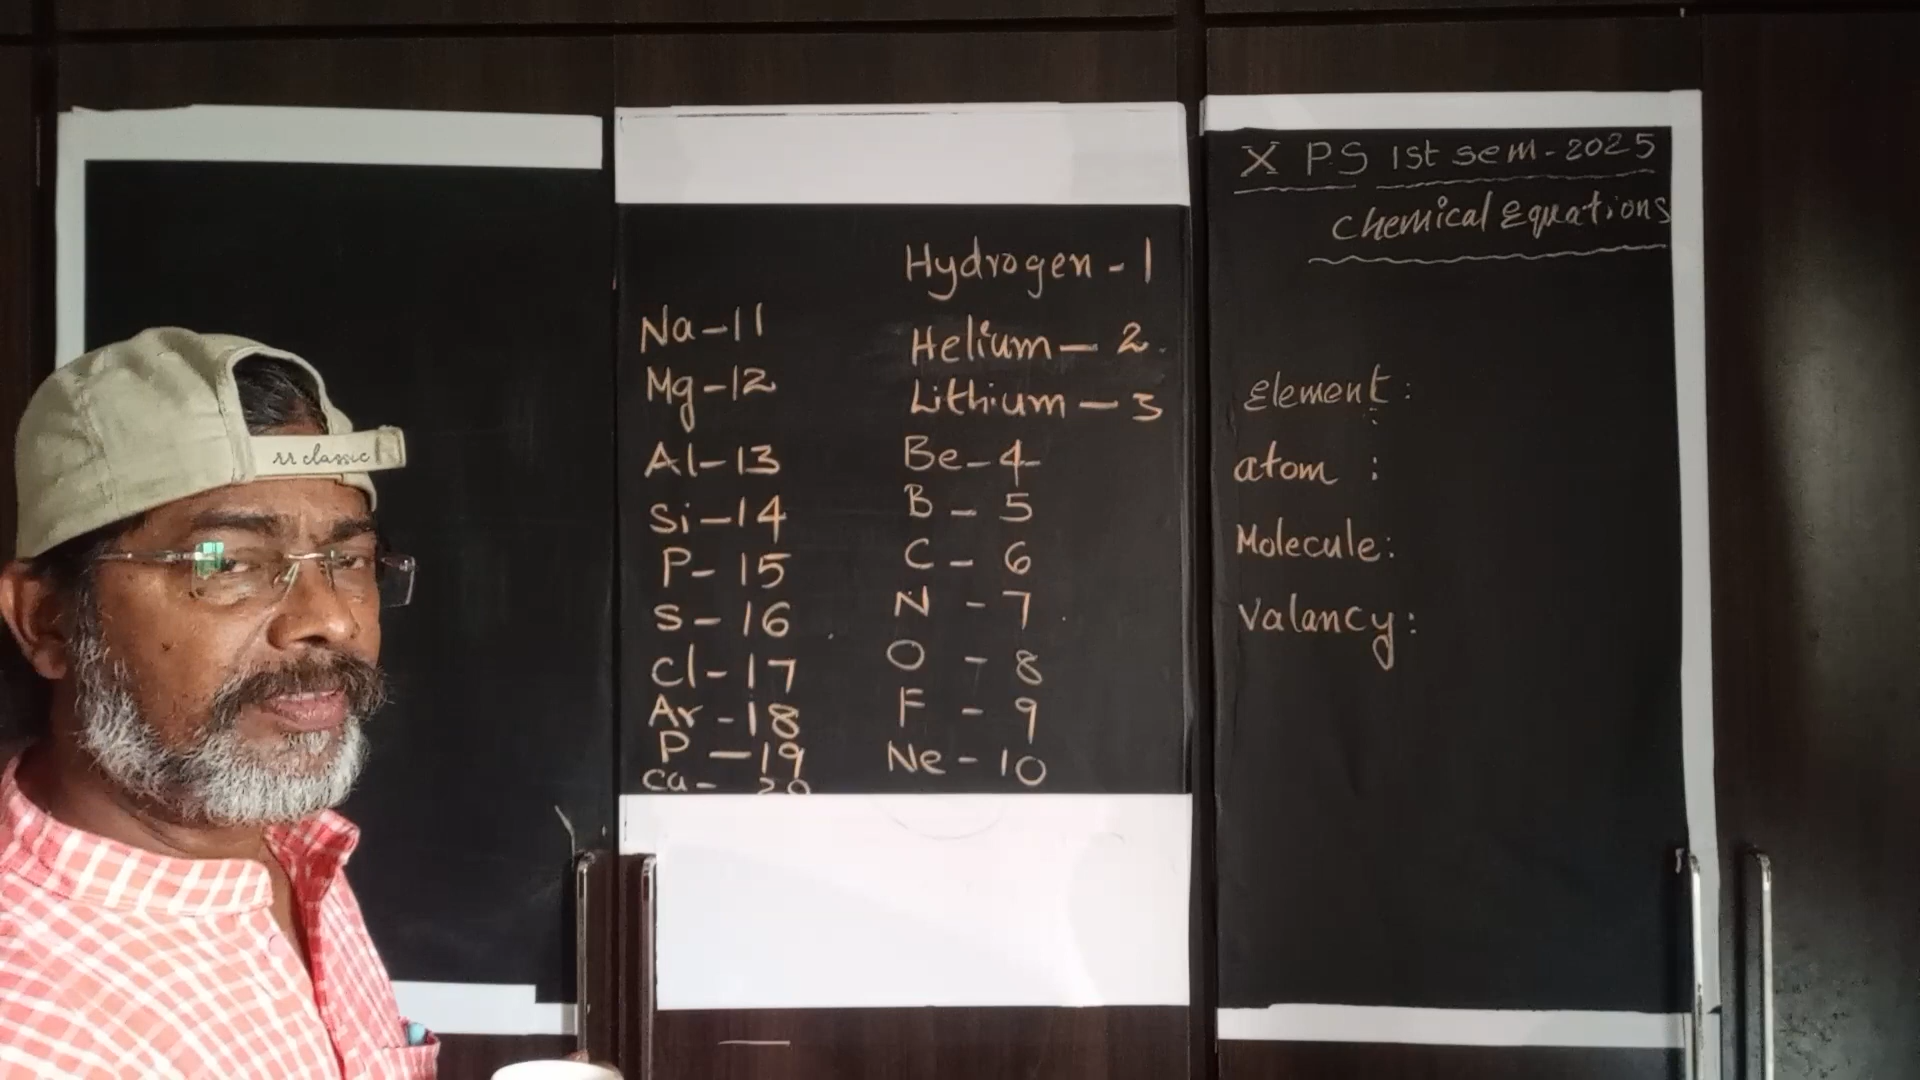 X PS 1st sem-2025
Chemical Equations
Hydrogen - 1
Helium - 2
Lithium - 3
Be - 4
B - 5
C - 6
N - 7
O - 8
F - 9
Ne - 10
Na - 11
Mg - 12
Al - 13
Si - 14
P - 15
S - 16
Cl - 17
Ar - 18
P - 19
Ca - 20
Element :
atom :
Molecule:
Valancy :
rr classic